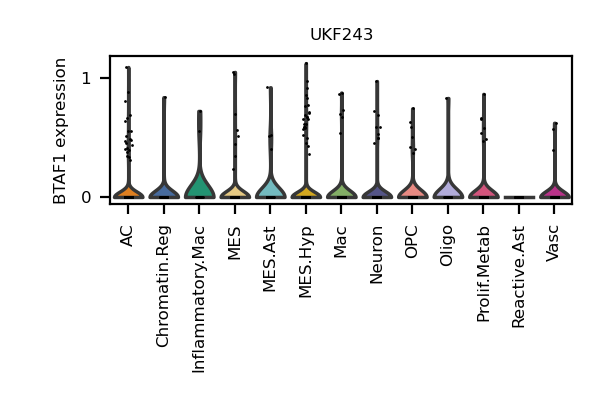 UKF243
BTAF1 expression
1
0
AC
Chromatin.Reg
Inflammatory.Mac
MES
MES.Ast
MES.Hyp
Mac
Neuron
OPC
Oligo
Prolif.Metab
Reactive.Ast
Vasc